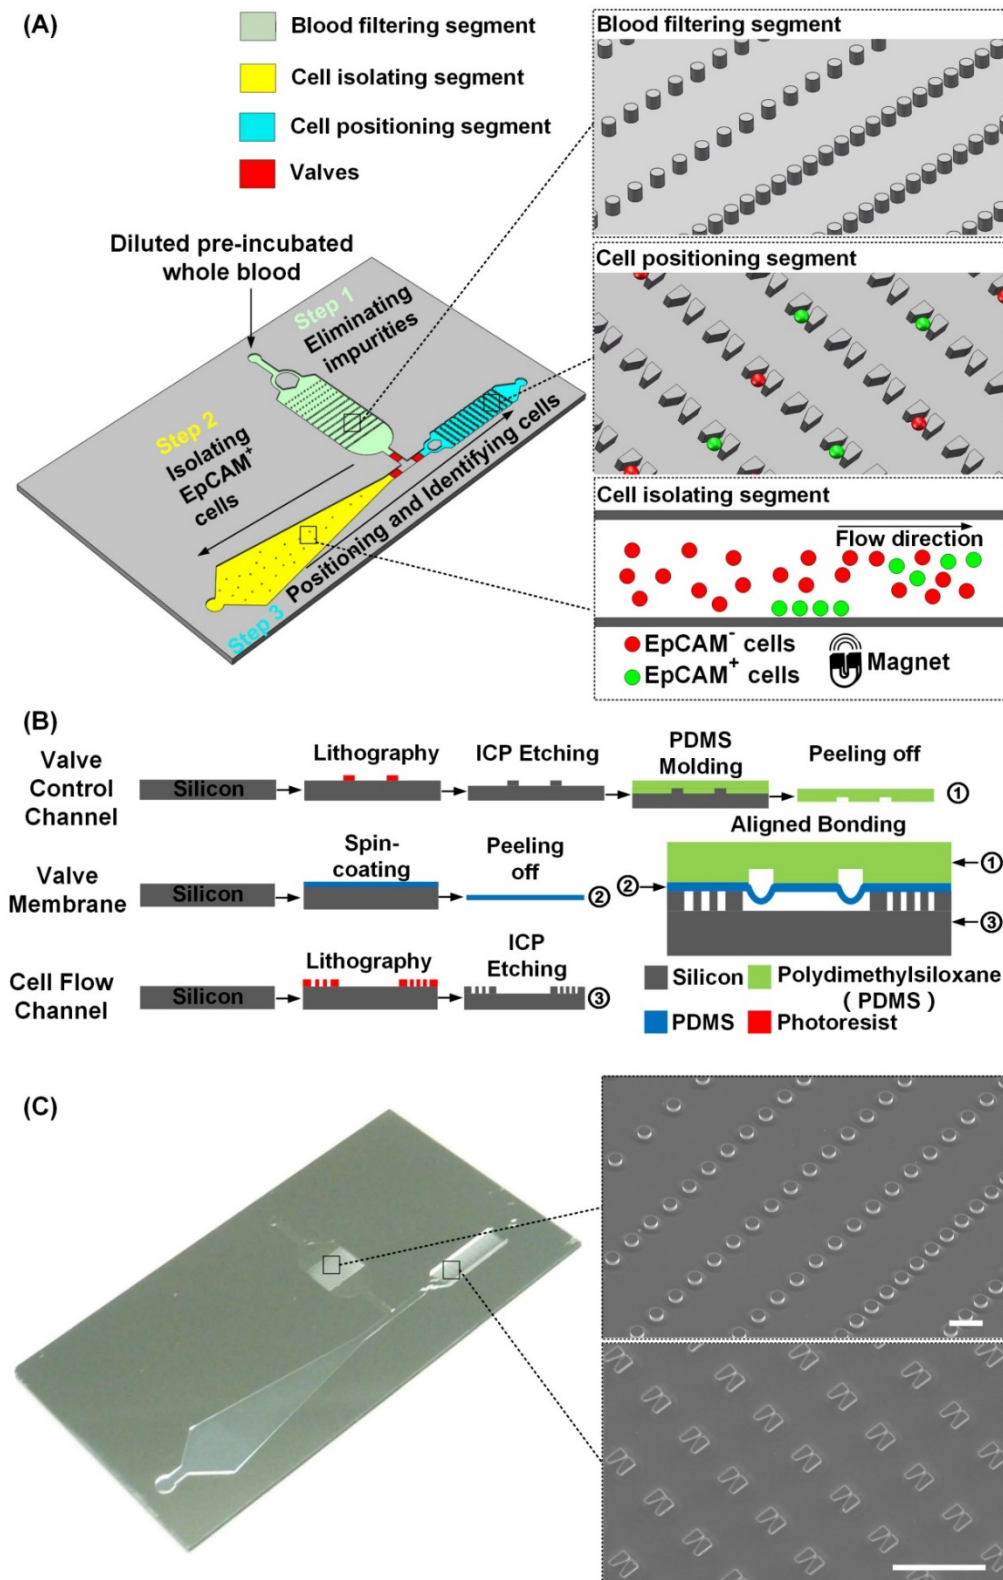 (A)
Blood filtering segment
Cell isolating segment
Cell positioning segment
Valves
Diluted pre-incubated
whole blood
Step 1
Eliminating
impurities
Step 2
Isolating
EpCAM⁺
cells
Step 3
Positioning and Identifying cells
Blood filtering segment
Cell positioning segment
Cell isolating segment
Flow direction
EpCAM⁻ cells
EpCAM⁺ cells
Magnet
(B)
Valve
Control
Channel
Silicon
Lithography
ICP Etching
PDMS
Molding
Peeling off
①
Valve
Membrane
Silicon
Spin-
coating
Peeling
off
②
Cell Flow
Channel
Silicon
Lithography
ICP
Etching
③
Aligned Bonding
①
②
③
Silicon
Polydimethylsiloxane
(PDMS)
PDMS
Photoresist
(C)